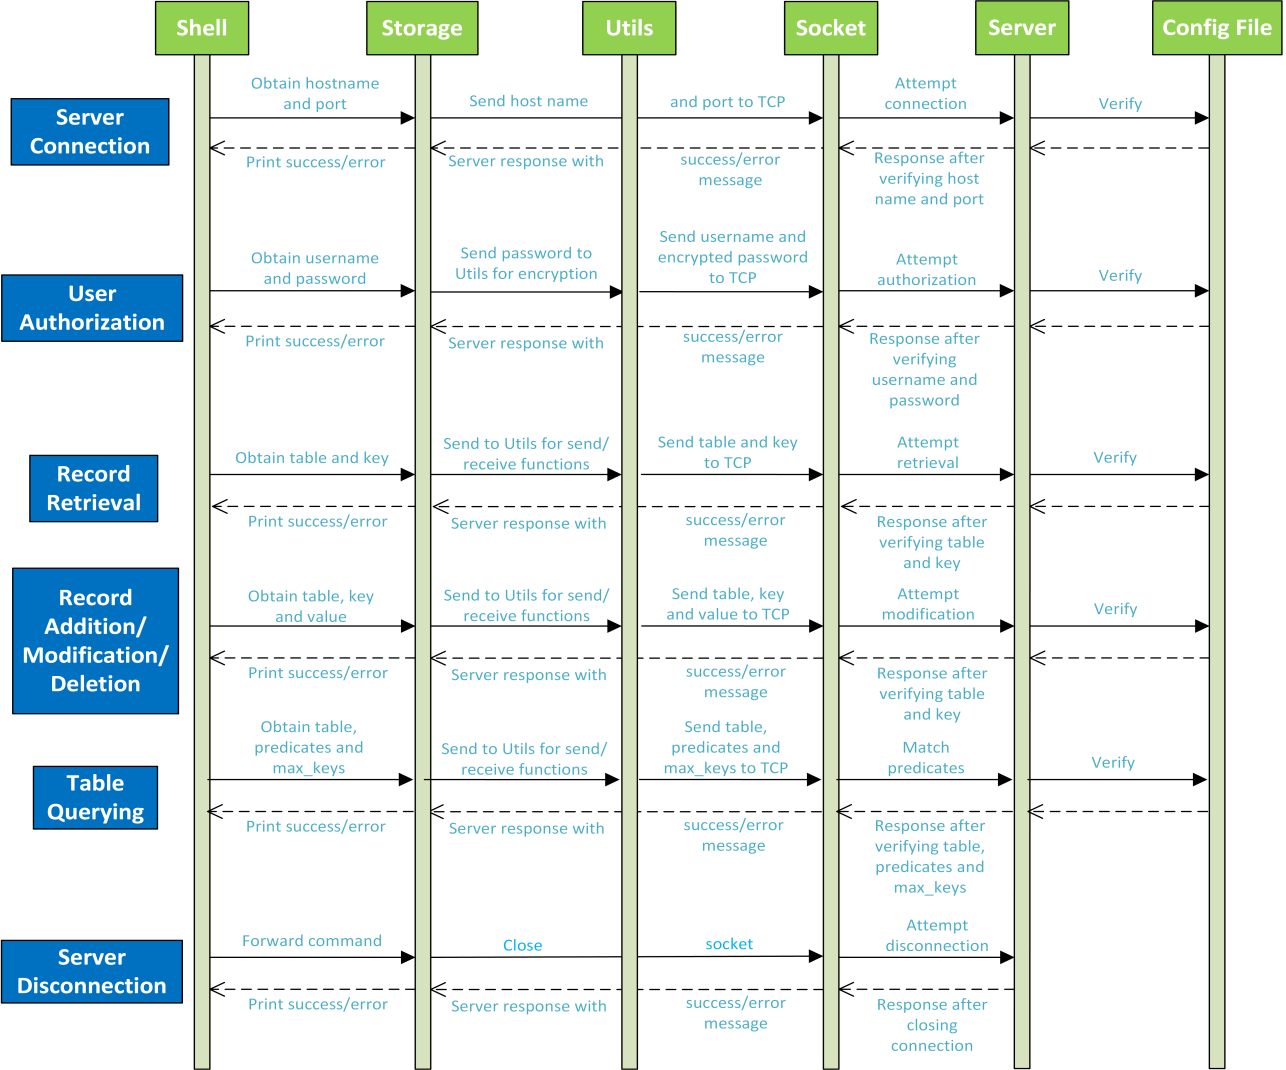 Shell
Storage
Utils
Socket
Server
Config File
Server
Connection
Obtain hostname
and port
Send host name
and port to TCP
Attempt
connection
Verify
Print success/error
Server response with
success/error
message
Response after
verifying host
name and port
User
Authorization
Obtain username
and password
Send password to
Utils for encryption
Send username and
encrypted password
to TCP
Attempt
authorization
Verify
Print success/error
Server response with
success/error
message
Response after
verifying
username and
password
Record
Retrieval
Obtain table and key
Send to Utils for send/
receive functions
Send table and key
to TCP
Attempt
retrieval
Verify
Print success/error
Server response with
success/error
message
Response after
verifying table
and key
Record
Addition/
Modification/
Deletion
Obtain table, key
and value
Send to Utils for send/
receive functions
Send table, key
and value to TCP
Attempt
modification
Verify
Print success/error
Server response with
success/error
message
Response after
verifying table
and key
Table
Querying
Obtain table,
predicates and
max_keys
Send to Utils for send/
receive functions
Send table,
predicates and
max_keys to TCP
Match
predicates
Verify
Print success/error
Server response with
success/error
message
Response after
verifying table,
predicates and
max_keys
Server
Disconnection
Forward command
Close
socket
Attempt
disconnection
Print success/error
Server response with
success/error
message
Response after
closing
connection